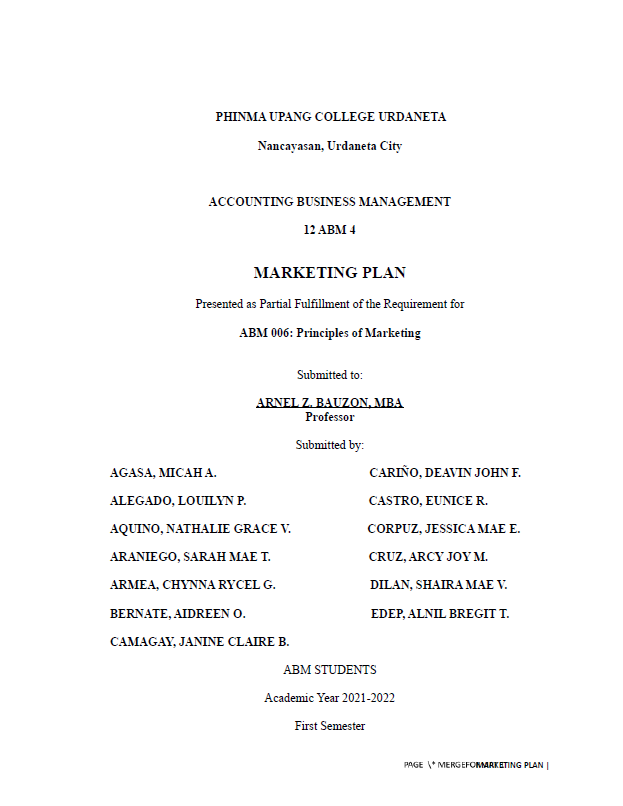 PHINMA UPANG COLLEGE URDANETA
Nancayasan, Urdaneta City
ACCOUNTING BUSINESS MANAGEMENT
12 ABM 4
MARKETING PLAN
Presented as Partial Fulfillment of the Requirement for
ABM 006: Principles of Marketing
Submitted to:
ARNEL Z. BAUZON, MBA
Professor
Submitted by:
AGASA, MICAH A. CARIÑO, DEAVIN JOHN F.
ALEGADO, LOUILYN P. CASTRO, EUNICE R.
AQUINO, NATHALIE GRACE V. CORPUZ, JESSICA MAE E.
ARANIEGO, SARAH MAE T. CRUZ, ARCY JOY M.
ARMEA, CHYNNA RYCEL G. DILAN, SHAIRA MAE V.
BERNATE, AIDREEN O. EDEP, ALNIL BREGIT T.
CAMAGAY, JANINE CLAIRE B.
ABM STUDENTS
Academic Year 2021-2022
First Semester
PAGE \* MARKETING PLAN |